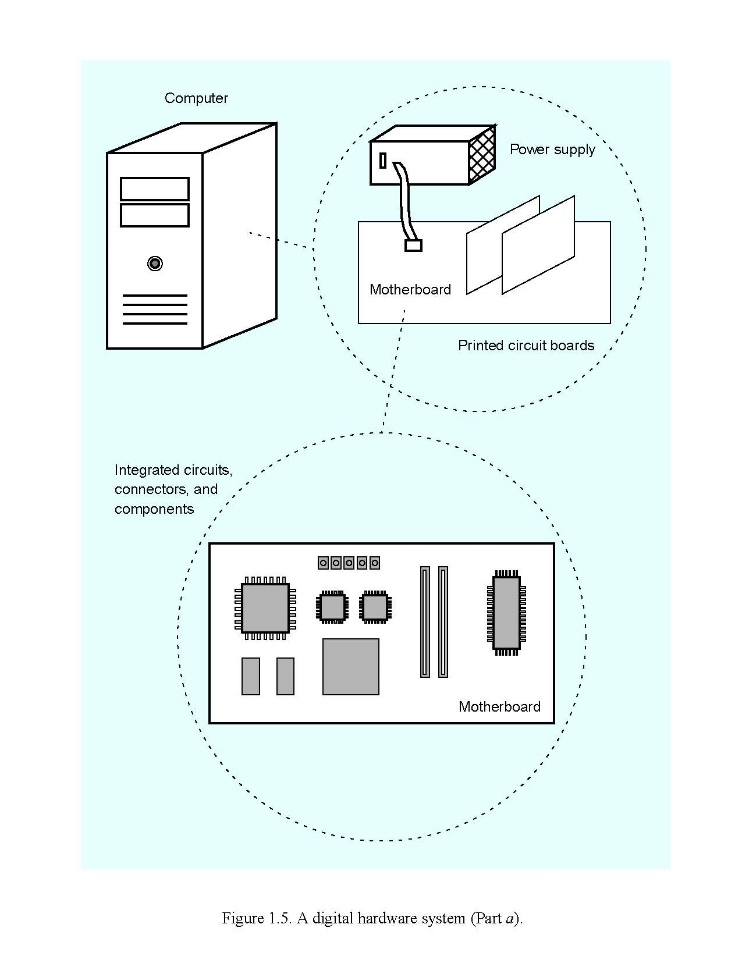 Computer
Power supply
Motherboard
Printed circuit boards
Integrated circuits,
connectors, and
components
Motherboard
Figure 1.5. A digital hardware system (Part a).